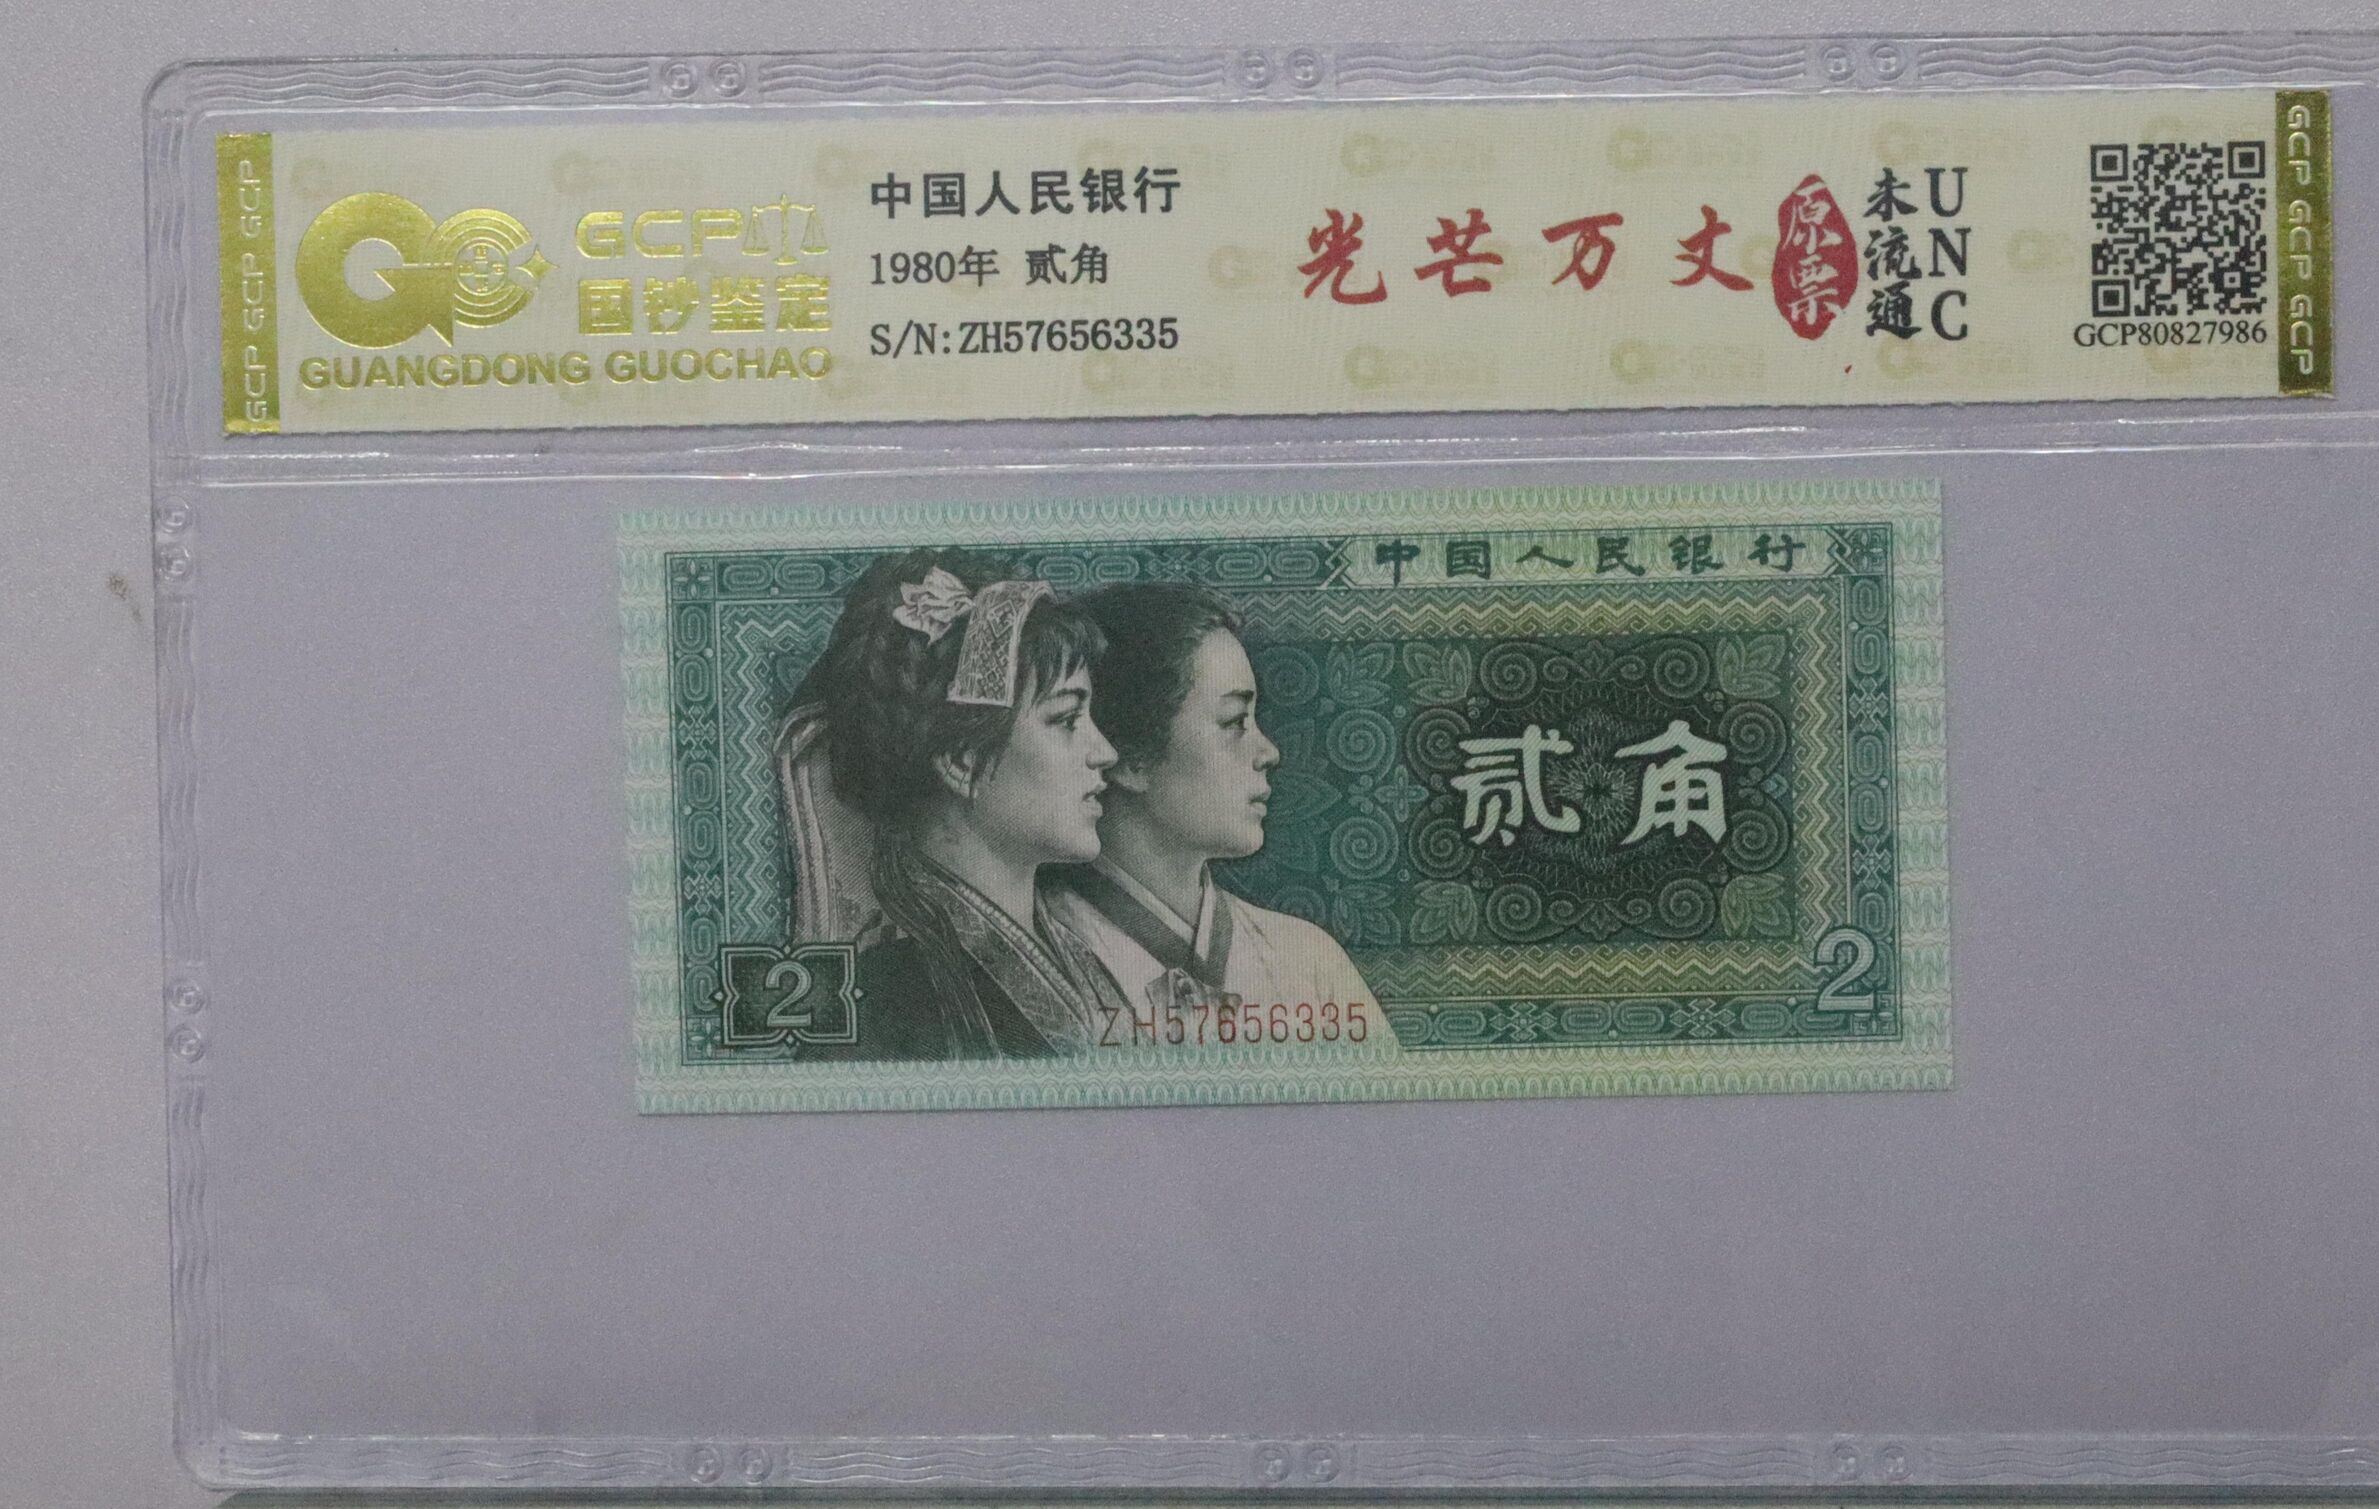 GCP GCP GCP
GCP
国钞鉴定
GUANGDONG GUOCHAO
中国人民银行
1980年 贰角
S/N:ZH57656335
光芒万丈
原票
未流通
UNC
GCP80827986
GCP GCP GCP
中国人民银行
贰角
2
2
ZH57656335